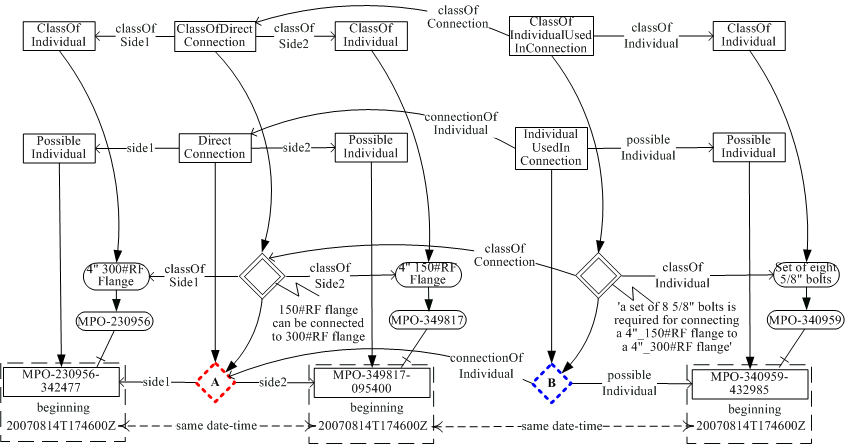 ClassOf
Individual
classOf
Side1
ClassOfDirect
Connection
classOf
Side2
ClassOf
Individual
classOf
Connection
ClassOf
IndividualUsed
InConnection
classOf
Individual
ClassOf
Individual
Possible
Individual
side1
Direct
Connection
side2
Possible
Individual
connectionOf
Individual
Individual
UsedIn
Connection
possible
Individual
Possible
Individual
4" 300#RF
Flange
classOf
Side1
classOf
Side2
4" 150#RF
Flange
classOf
Connection
classOf
Individual
Set of eight
5/8" bolts
MPO-230956
150#RF flange
can be connected
to 300#RF flange
MPO-349817
'a set of 8 5/8" bolts is
required for connecting
a 4"_150#RF flange to
a 4"_300#RF flange'
MPO-340959
MPO-230956-
342477
side1
A
side2
MPO-349817-
095400
connectionOf
Individual
B
possible
Individual
MPO-340959-
432985
beginning
20070814T174600Z
same date-time
beginning
20070814T174600Z
same date-time
beginning
20070814T174600Z